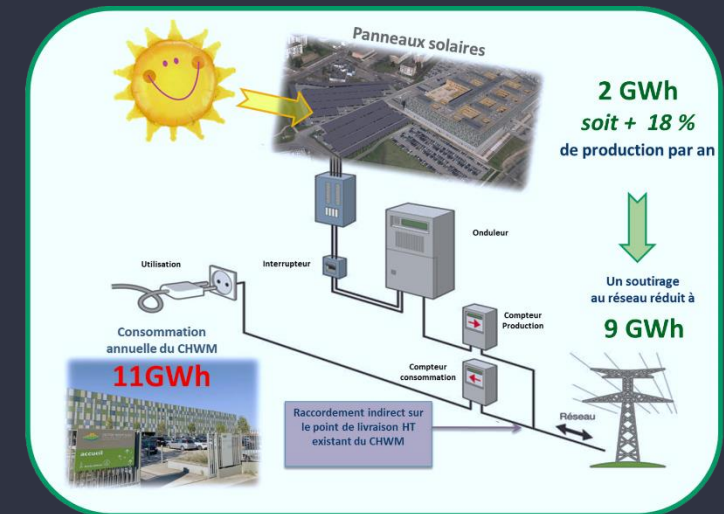 Panneaux solaires
2 GWh
soit + 18 %
de production par an
Onduleur
Utilisation
Interrupteur
Un soutirage
au réseau réduit à
9 GWh
Compteur
Production
Consommation
annuelle du CHWM
11GWh
Compteur
consommation
Raccordement indirect sur
le point de livraison HT
existant du CHWM
Réseau
accueil